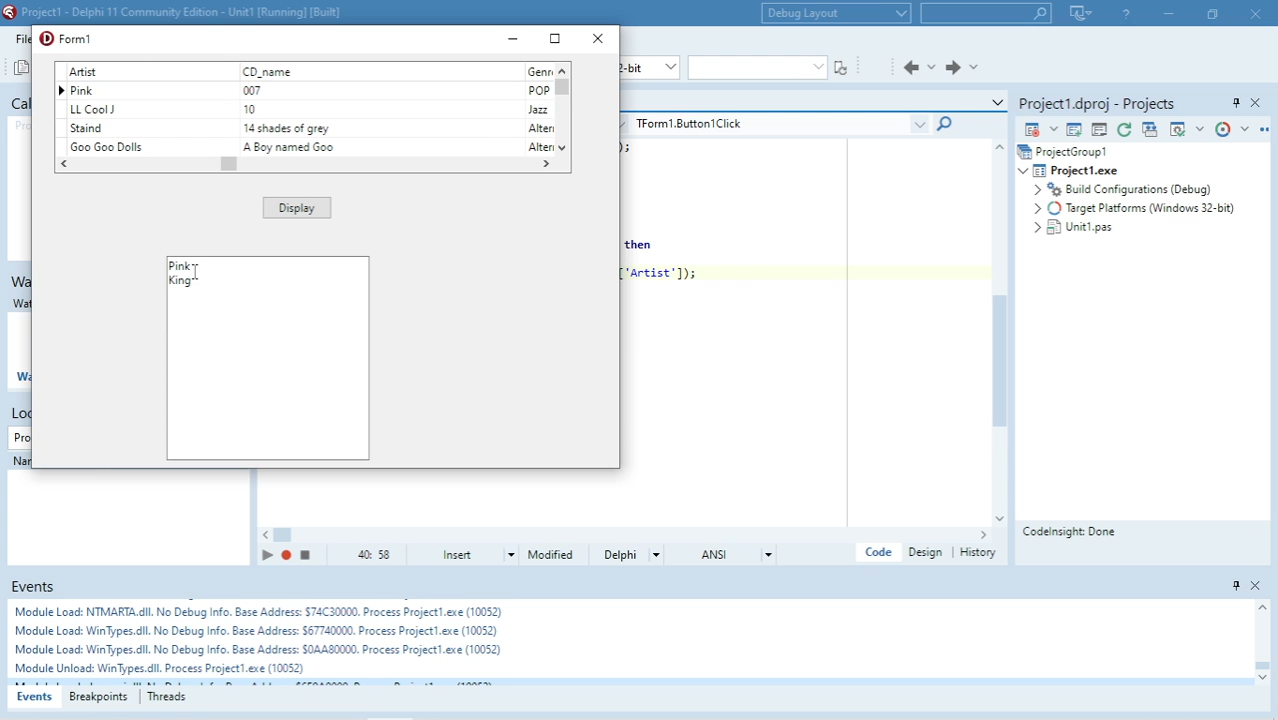 Project1 - Delphi 11 Community Edition - Unit1 [Running] [Built]
Debug Layout
?
Form1
2-bit
Artist CD_name Genre
Pink 007 POP
LL Cool J 10 Jazz
Staind 14 shades of grey Altern
Goo Goo Dolls A Boy named Goo Altern
Display
Pink
King
TForm1.Button1Click
);
then
['Artist']);
Project1.dproj - Projects
ProjectGroup1
Project1.exe
Build Configurations (Debug)
Target Platforms (Windows 32-bit)
Unit1.pas
CodeInsight: Done
40: 58 Insert Modified Delphi ANSI Code Design History
Events
Module Load: NTMARTA.dll. No Debug Info. Base Address: $74C30000. Process Project1.exe (10052)
Module Load: WinTypes.dll. No Debug Info. Base Address: $67740000. Process Project1.exe (10052)
Module Load: WinTypes.dll. No Debug Info. Base Address: $0AA80000. Process Project1.exe (10052)
Module Unload: WinTypes.dll. Process Project1.exe (10052)
Events Breakpoints Threads